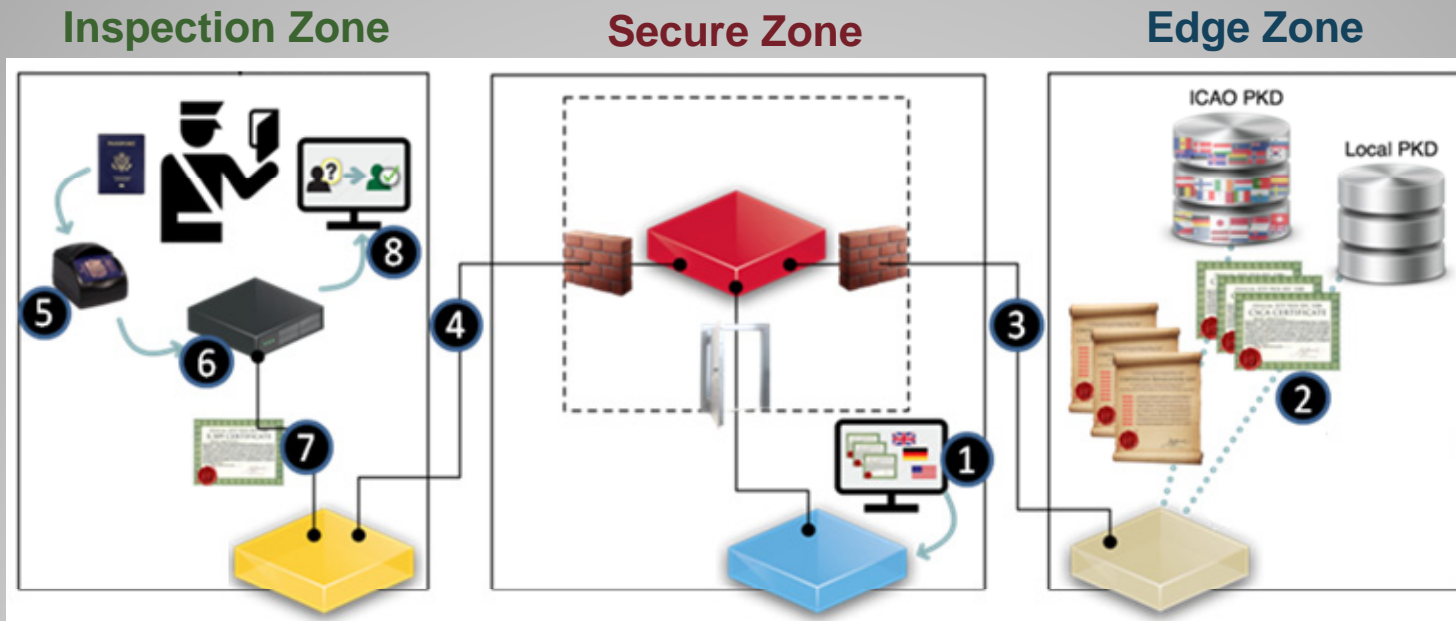 Inspection Zone
Secure Zone
Edge Zone
ICAO PKD
Local PKD
PASSPORT
?
8
5
6
4
3
CSCA CERTIFICATE
2
7
1